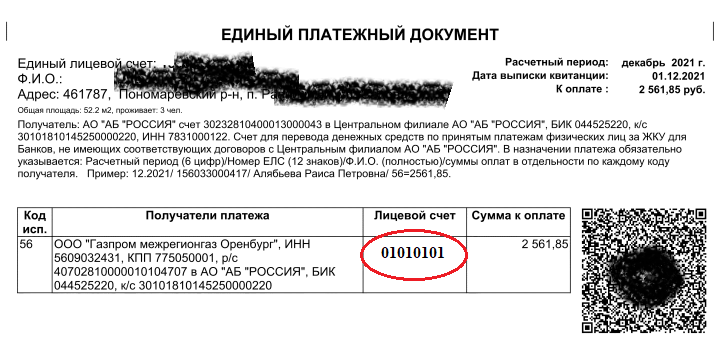 ЕДИНЫЙ ПЛАТЕЖНЫЙ ДОКУМЕНТ
Единый лицевой счет:
Ф.И.О.:
Адрес: 461787, Пономаревский р-н, п.
Общая площадь: 52.2 м2, проживает: 3 чел.
Расчетный период: декабрь 2021 г.
Дата выписки квитанции: 01.12.2021
К оплате : 2 561,85 руб.
Получатель: АО "АБ "РОССИЯ" счет 30232810400013000043 в Центральном филиале АО "АБ "РОССИЯ", БИК 044525220, к/с
30101810145250000220, ИНН 7831000122. Счет для перевода денежных средств по принятым платежам физических лиц за ЖКУ для
Банков, не имеющих соответствующих договоров с Центральным филиалом АО "АБ "РОССИЯ". В назначении платежа обязательно
указывается: Расчетный период (6 цифр)/Номер ЕЛС (12 знаков)/Ф.И.О. (полностью)/суммы оплат в отдельности по каждому коду
получателя. Пример: 12.2021/ 156033000417/ Алябьева Раиса Петровна/ 56=2561,85.
Код исп. Получатели платежа Лицевой счет Сумма к оплате
56 ООО "Газпром межрегионгаз Оренбург", ИНН 01010101 2 561,85
5609032431, КПП 775050001, р/с
40702810000010104707 в АО "АБ "РОССИЯ", БИК
044525220, к/с 30101810145250000220